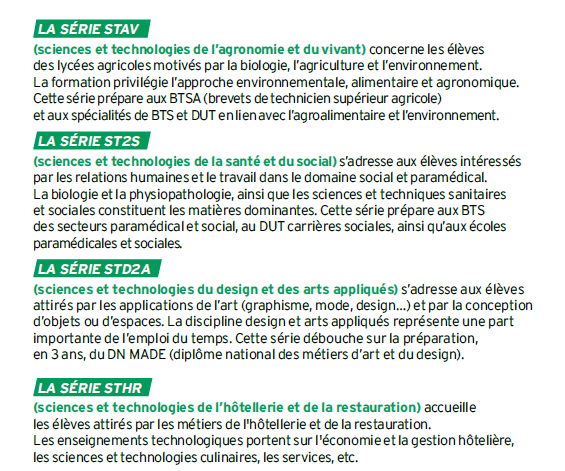 LA SÉRIE STAV
(sciences et technologies de l'agronomie et du vivant) concerne les élèves
des lycées agricoles motivés par la biologie, l'agriculture et l'environnement.
La formation privilégie l'approche environnementale, alimentaire et agronomique.
Cette série prépare aux BTSA (brevets de technicien supérieur agricole)
et aux spécialités de BTS et DUT en lien avec l'agroalimentaire et l'environnement.
LA SÉRIE ST2S
(sciences et technologies de la santé et du social) s'adresse aux élèves intéressés
par les relations humaines et le travail dans le domaine social et paramédical.
La biologie et la physiopathologie, ainsi que les sciences et techniques sanitaires
et sociales constituent les matières dominantes. Cette série prépare aux BTS
des secteurs paramédical et social, au DUT carrières sociales, ainsi qu'aux écoles
paramédicales et sociales.
LA SÉRIE STD2A
(sciences et technologies du design et des arts appliqués) s'adresse aux élèves
attirés par les applications de l'art (graphisme, mode, design...) et par la conception
d'objets ou d'espaces. La discipline design et arts appliqués représente une part
importante de l'emploi du temps. Cette série débouche sur la préparation,
en 3 ans, du DN MADE (diplôme national des métiers d'art et du design).
LA SÉRIE STHR
(sciences et technologies de l'hôtellerie et de la restauration) accueille
les élèves attirés par les métiers de l'hôtellerie et de la restauration.
Les enseignements technologiques portent sur l'économie et la gestion hôtelière,
les sciences et technologies culinaires, les services, etc.